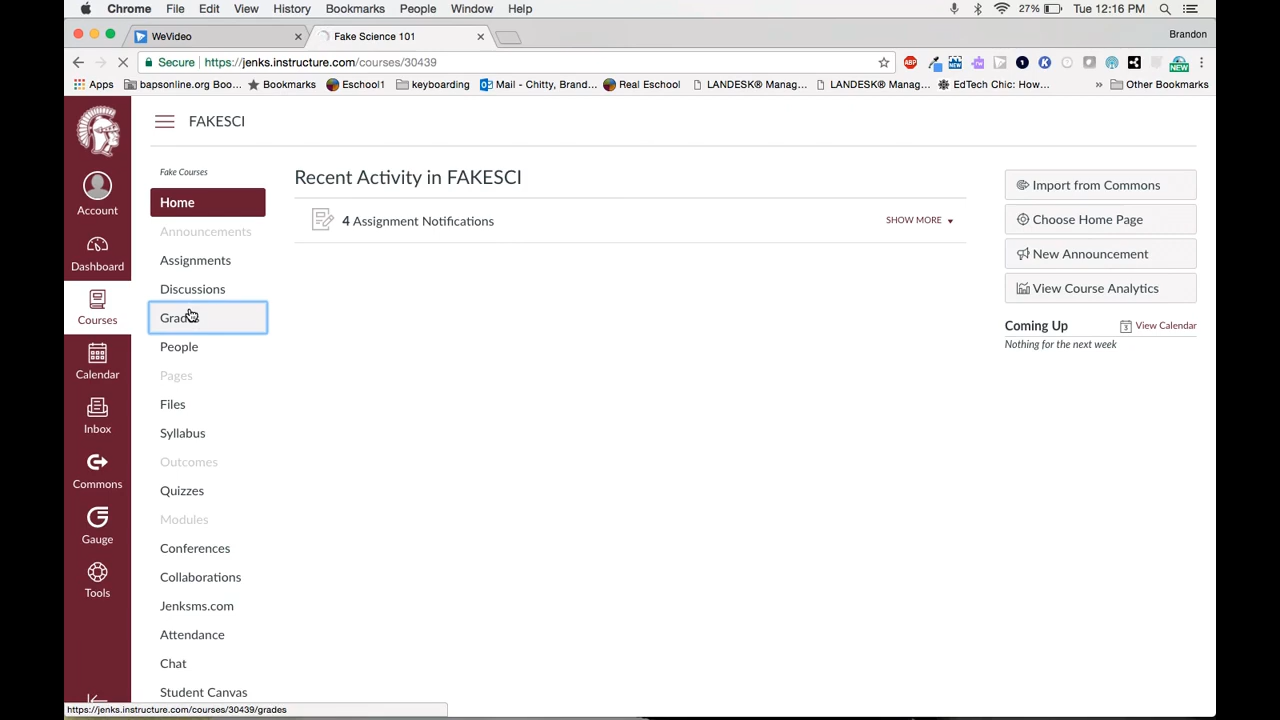 Chrome File Edit View History Bookmarks People Window Help 27% Tue 12:16 PM
WeVideo Fake Science 101 Brandon
Secure https://jenks.instructure.com/courses/30439
Apps bapsonline.org Boo... Bookmarks Eschool1 keyboarding Mail - Chitty, Brand... Real Eschool LANDESK® Manag... LANDESK® Manag... EdTech Chic: How... » Other Bookmarks
FAKESCI
Account
Dashboard
Courses
Calendar
Inbox
Commons
Gauge
Tools
Fake Courses
Home
Announcements
Assignments
Discussions
Grades
People
Pages
Files
Syllabus
Outcomes
Quizzes
Modules
Conferences
Collaborations
Jenksms.com
Attendance
Chat
Student Canvas
Recent Activity in FAKESCI
4 Assignment Notifications SHOW MORE
Import from Commons
Choose Home Page
New Announcement
View Course Analytics
Coming Up View Calendar
Nothing for the next week
https://jenks.instructure.com/courses/30439/grades